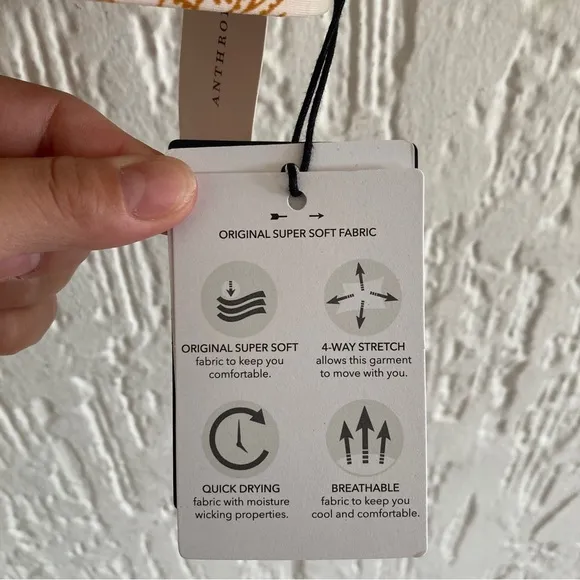 ORIGINAL SUPER SOFT FABRIC
ORIGINAL SUPER SOFT
fabric to keep you
comfortable.
4-WAY STRETCH
allows this garment
to move with you.
QUICK DRYING
fabric with moisture
wicking properties.
BREATHABLE
fabric to keep you
cool and comfortable.